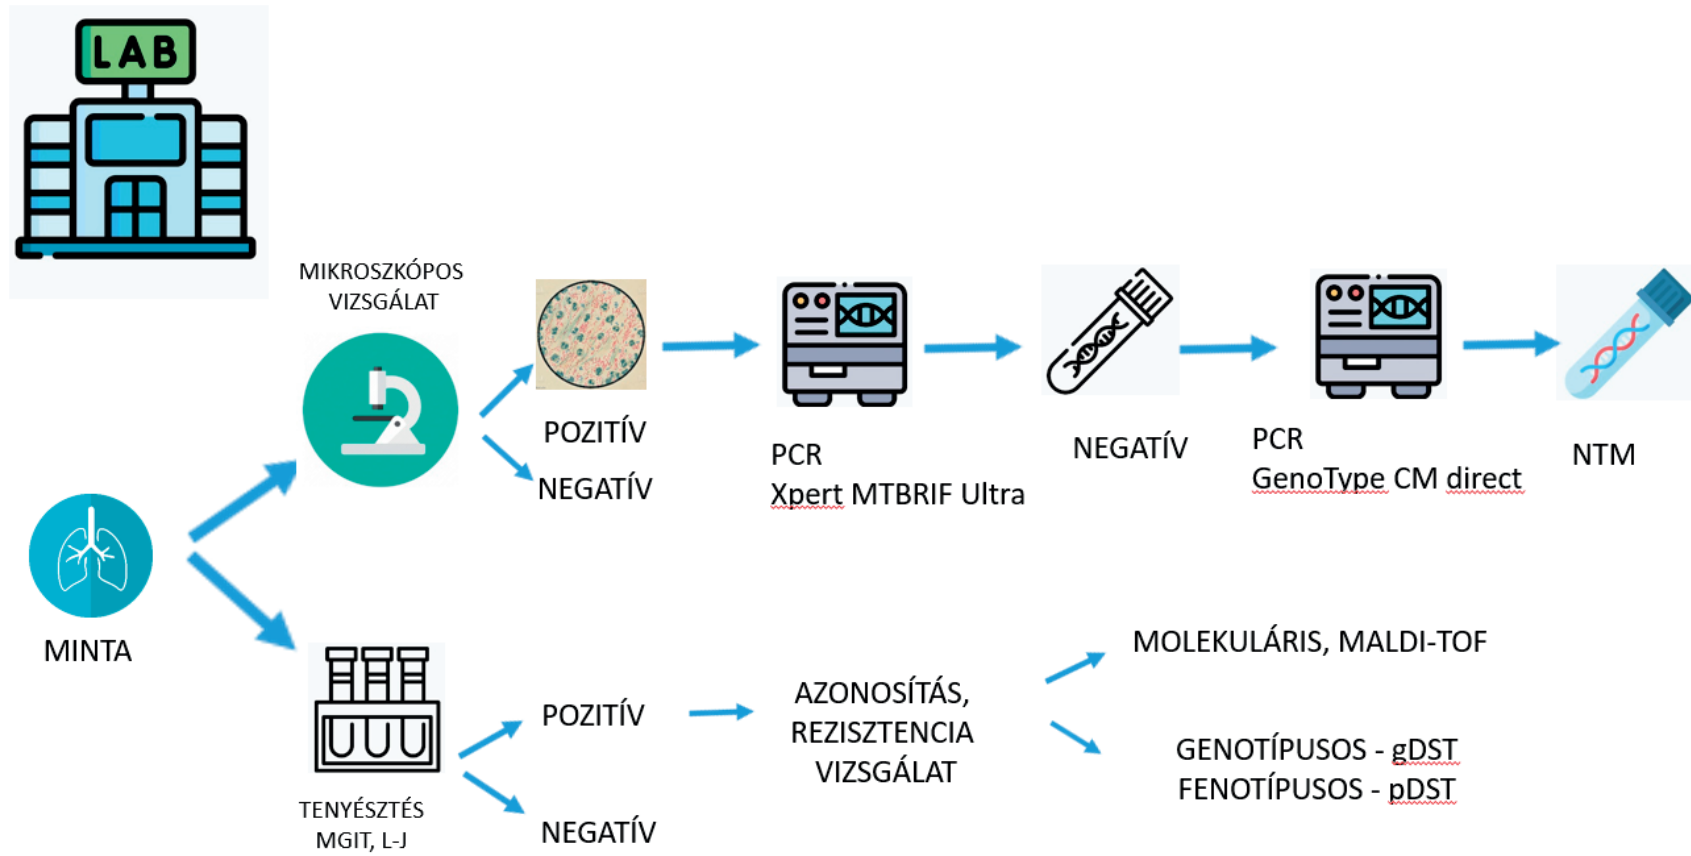 LAB
MIKROSZKÓPOS
VIZSGÁLAT
POZITÍV
NEGATÍV
PCR
Xpert MTBRIF Ultra
NEGATÍV
PCR
GenoType CM direct
NTM
MINTA
TENYÉSZTÉS
MGIT, L-J
POZITÍV
NEGATÍV
AZONOSÍTÁS,
REZISZTENCIA
VIZSGÁLAT
MOLEKULÁRIS, MALDI-TOF
GENOTÍPUSOS - gDST
FENOTÍPUSOS - pDST